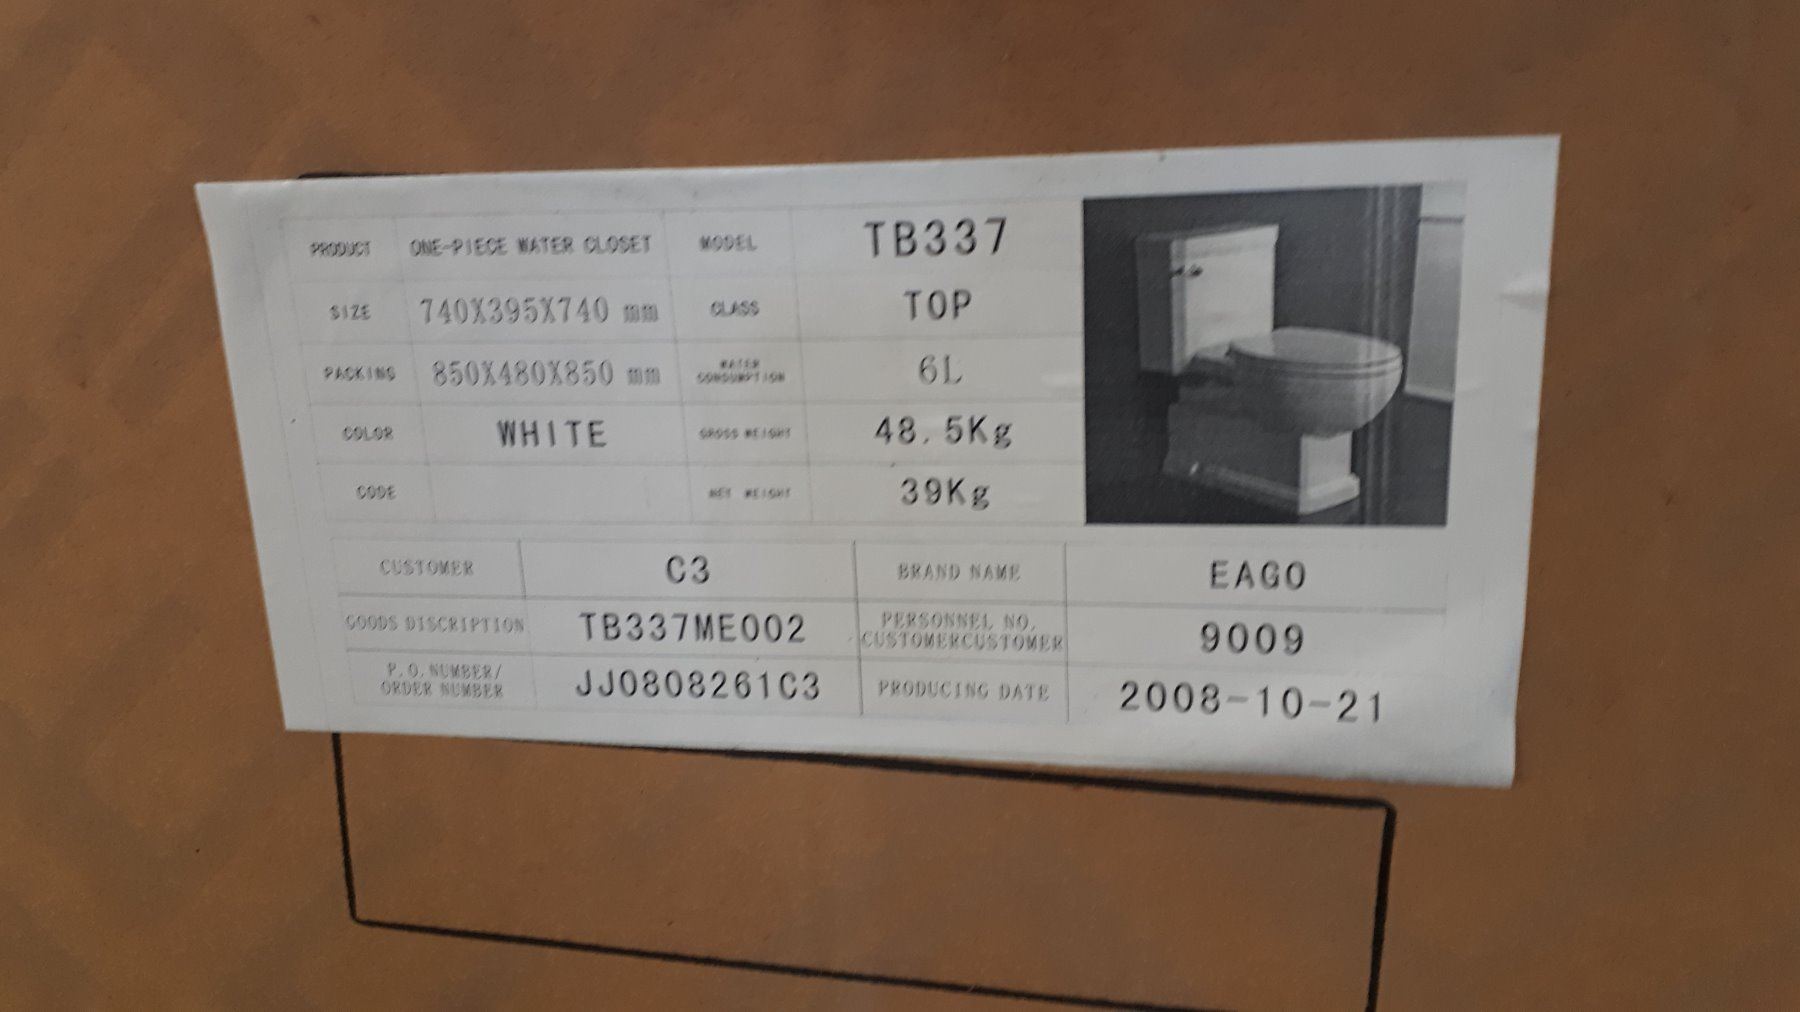 PRODUCT ONE-PIECE WATER CLOSET MODEL TB337
SIZE 740X395X740 mm CLASS TOP
PACKING 850X480X850 mm WATER CONSUMPTION 6L
COLOR WHITE GROSS WEIGHT 48.5Kg
CODE NET WEIGHT 39Kg
CUSTOMER C3 BRAND NAME EAGO
GOODS DISCRIPTION TB337ME002 PERSONNEL NO. CUSTOMERCUSTOMER 9009
P.O.NUMBER/ ORDER NUMBER JJ0808261C3 PRODUCING DATE 2008-10-21